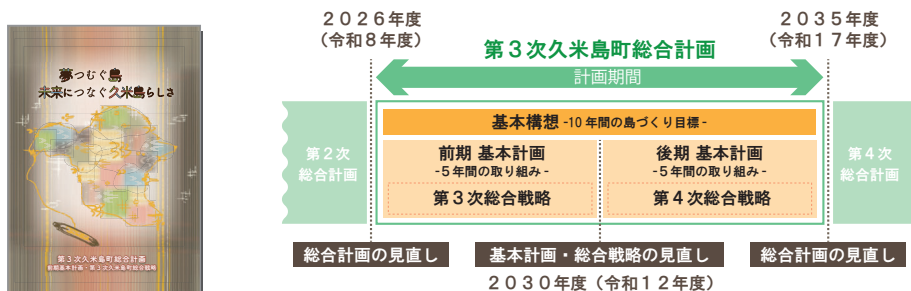 夢つむぐ島
未来につなぐ久米島らしさ
第3次久米島町総合計画
前期基本計画・第3次久米島町総合戦略
2026年度
（令和8年度）
2035年度
（令和17年度）
第3次久米島町総合計画
計画期間
第2次
総合計画
基本構想 -10年間の島づくり目標-
前期 基本計画
-5年間の取り組み-
第3次総合戦略
後期 基本計画
-5年間の取り組み-
第4次総合戦略
第4次
総合計画
総合計画の見直し
基本計画・総合戦略の見直し
総合計画の見直し
2030年度（令和12年度）